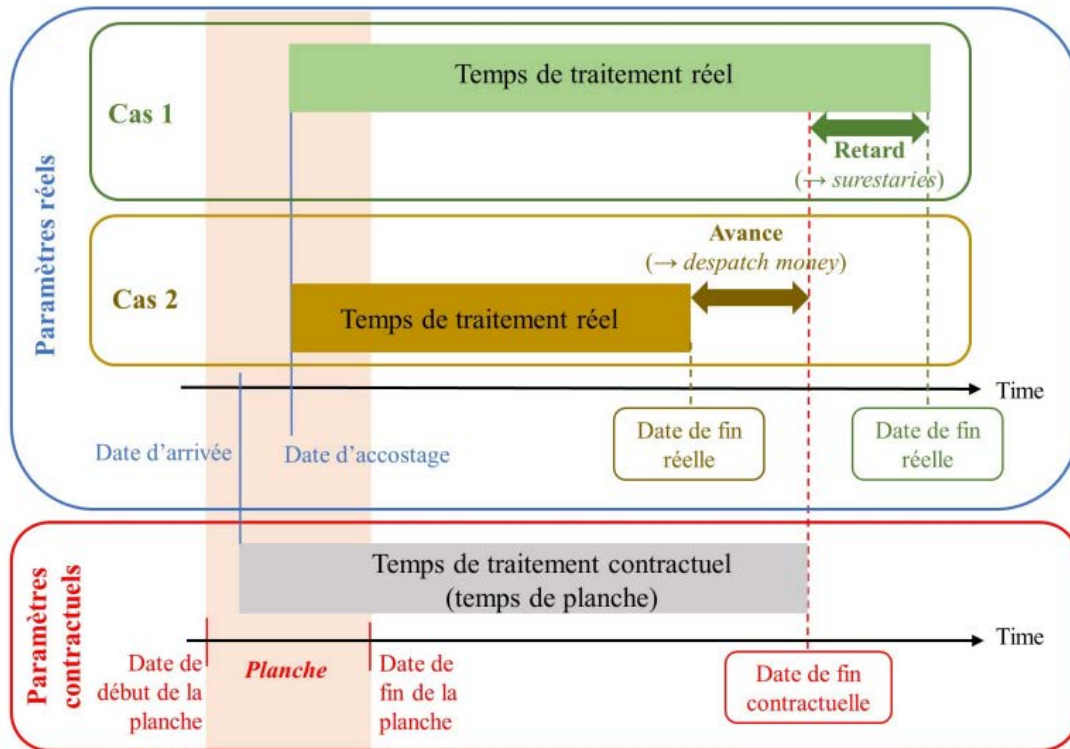 Paramètres réels
Cas 1
Temps de traitement réel
Retard
(→ surestaries)
Cas 2
Temps de traitement réel
Avance
(→ despatch money)
Time
Date d’arrivée
Date d’accostage
Date de fin
réelle
Date de fin
réelle
Paramètres
contractuels
Temps de traitement contractuel
(temps de planche)
Time
Date de
début de la
planche
Planche
Date de
fin de la
planche
Date de fin
contractuelle